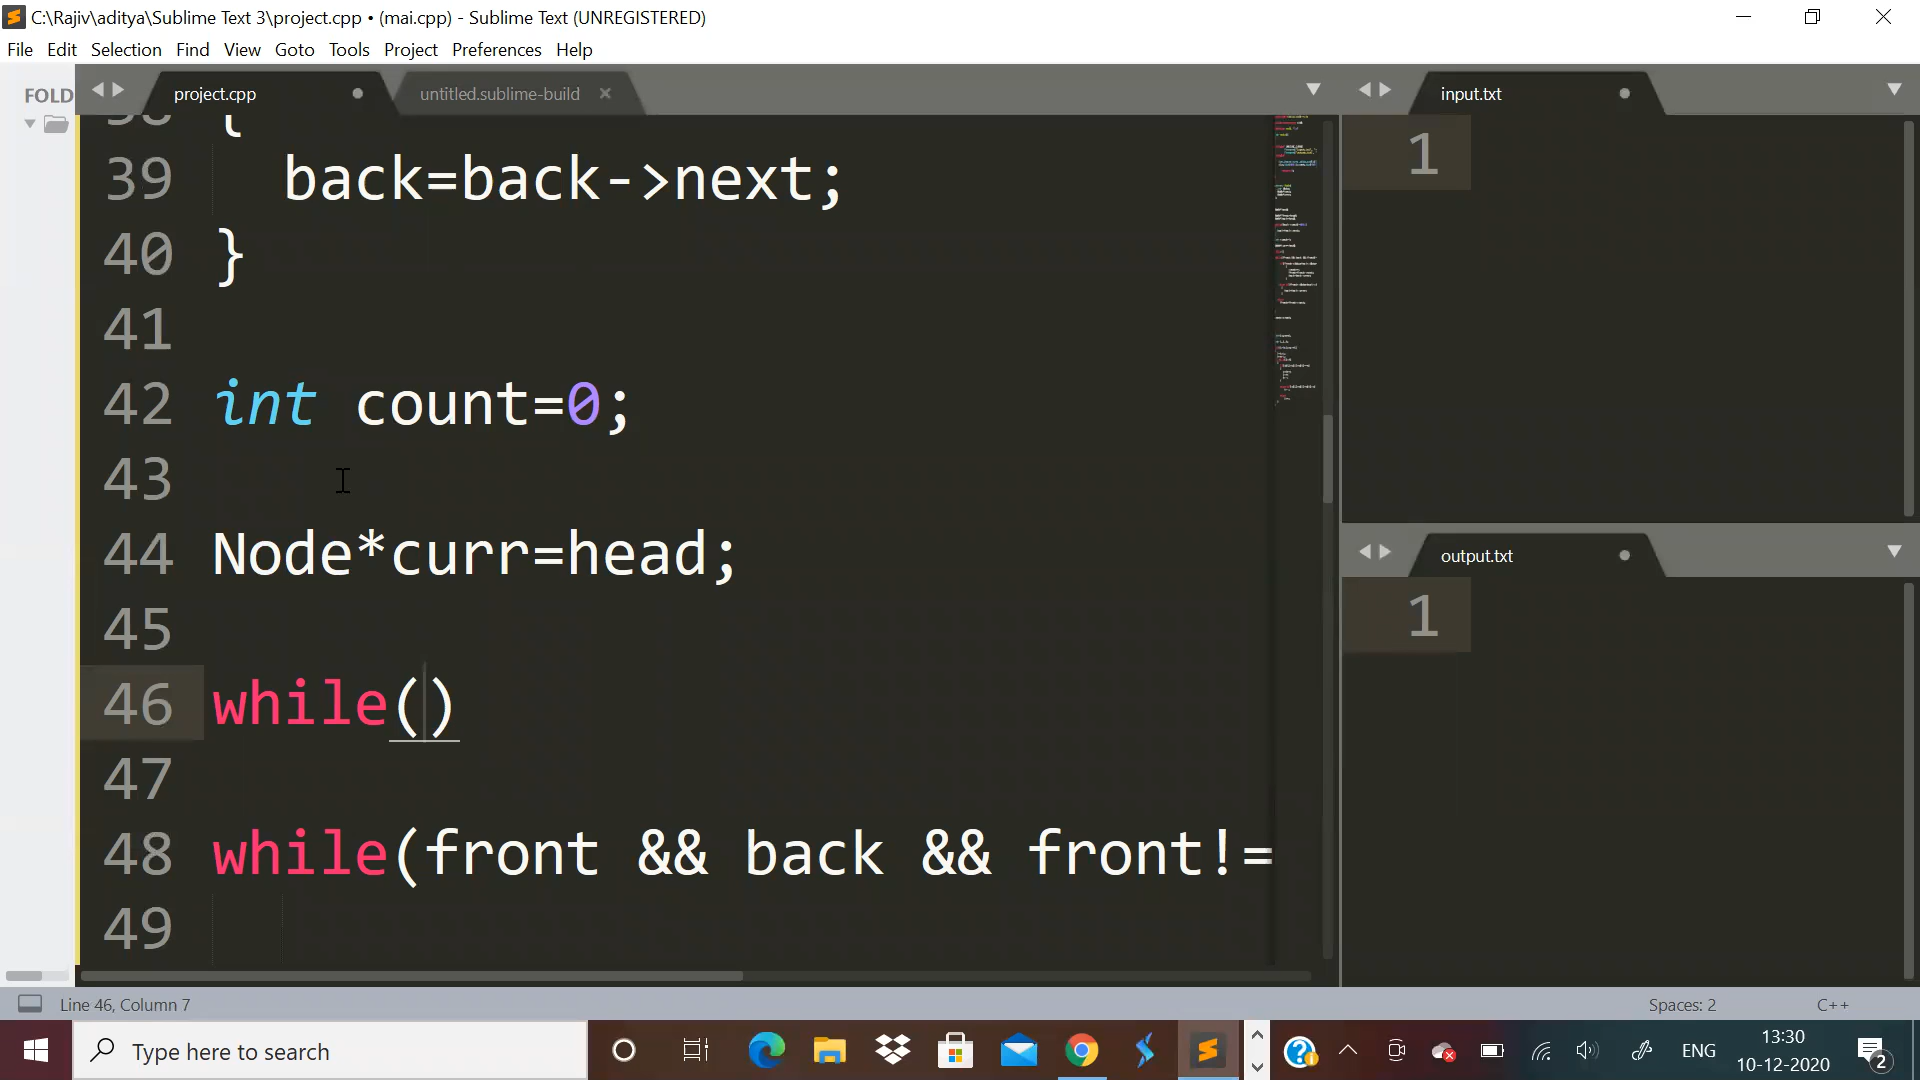 C:\Rajiv\aditya\Sublime Text 3\project.cpp • (mai.cpp) - Sublime Text (UNREGISTERED)
File Edit Selection Find View Goto Tools Project Preferences Help
FOLD
project.cpp
untitled.sublime-build
input.txt
{
39 back=back->next;
40 }
41
42 int count=0;
43
44 Node*curr=head;
45
46 while()
47
48 while(front && back && front!=
49
1
output.txt
1
Line 46, Column 7
Spaces: 2
C++
Type here to search
ENG
13:30
10-12-2020
2